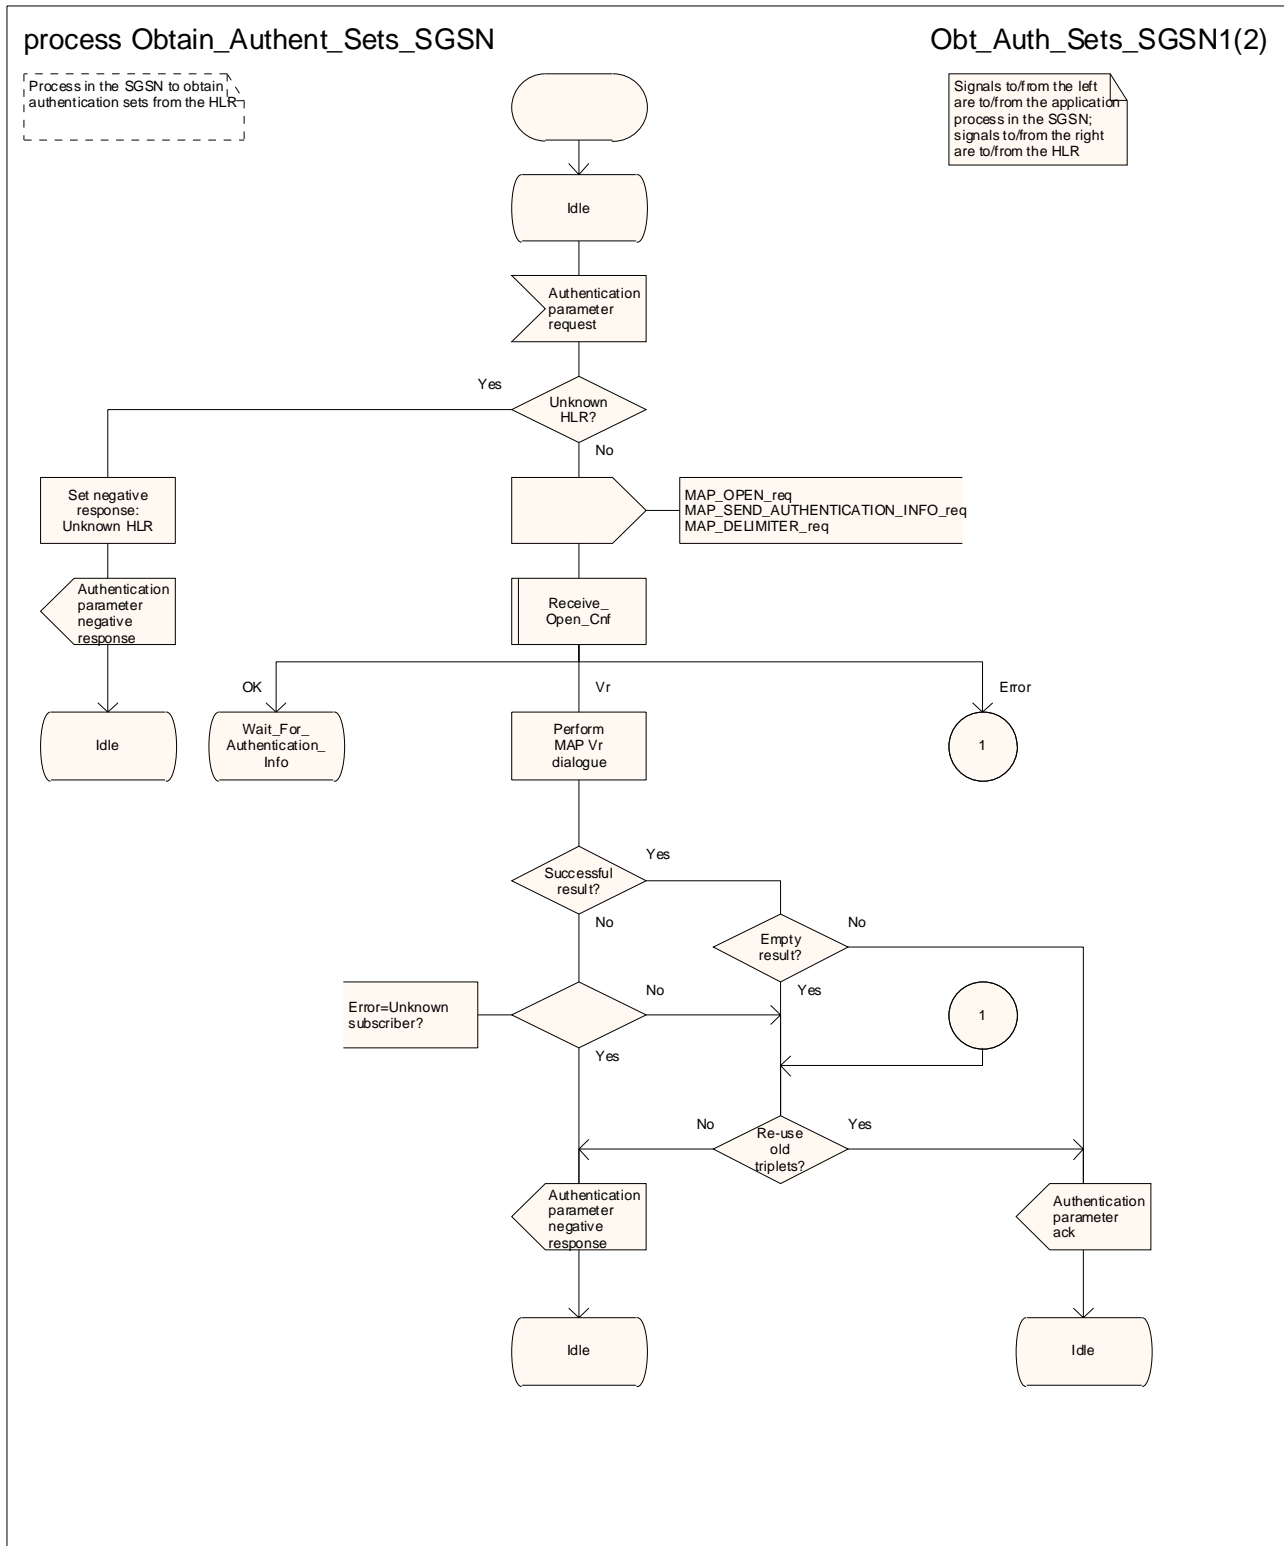 process Obtain_Authent_Sets_SGSN
Obt_Auth_Sets_SGSN1(2)
Process in the SGSN to obtain
authentication sets from the HLR
Signals to/from the left
are to/from the application
process in the SGSN;
signals to/from the right
are to/from the HLR
Idle
Authentication
parameter
request
Yes
Unknown
HLR?
No
Set negative
response:
Unknown HLR
MAP_OPEN_req
MAP_SEND_AUTHENTICATION_INFO_req
MAP_DELIMITER_req
Authentication
parameter
negative
response
Receive_
Open_Cnf
OK
Vr
Error
Idle
Wait_For_
Authentication_
Info
Perform
MAP Vr
dialogue
1
Successful
result?
Yes
No
Empty
result?
No
Yes
Error=Unknown
subscriber?
No
Yes
1
No
Re-use
old
triplets?
Yes
Authentication
parameter
negative
response
Authentication
parameter
ack
Idle
Idle